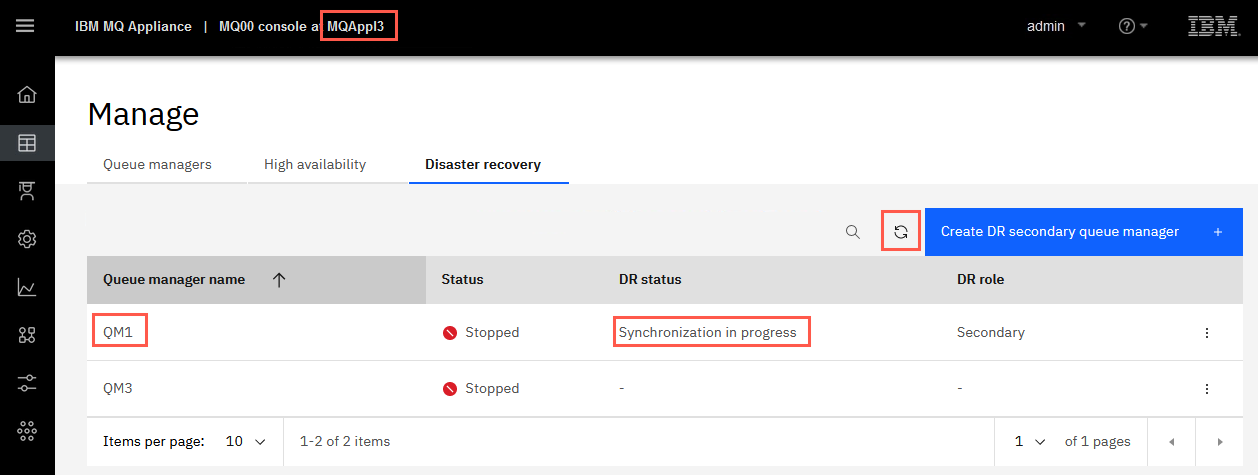 IBM MQ Appliance | MQ00 console at MQAppl3 admin IBM
Manage
Queue managers High availability Disaster recovery
Create DR secondary queue manager +
Queue manager name Status DR status DR role
QM1 Stopped Synchronization in progress Secondary
QM3 Stopped - -
Items per page: 10 1-2 of 2 items 1 of 1 pages